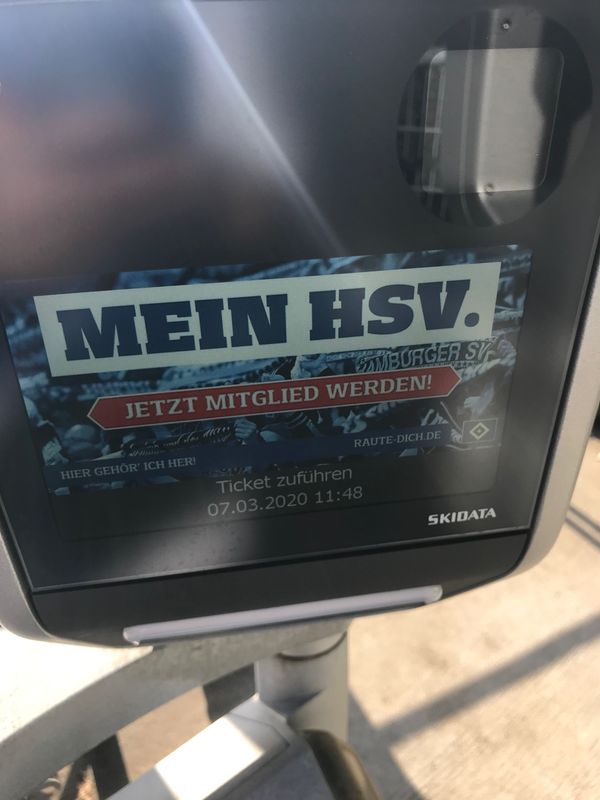 MEIN HSV.
HAMBURGER SV
JETZT MITGLIED WERDEN!
RAUTE-DICH.DE
HIER GEHÖR' ICH HER!
Ticket zuführen
07.03.2020 11:48
SKIDATA